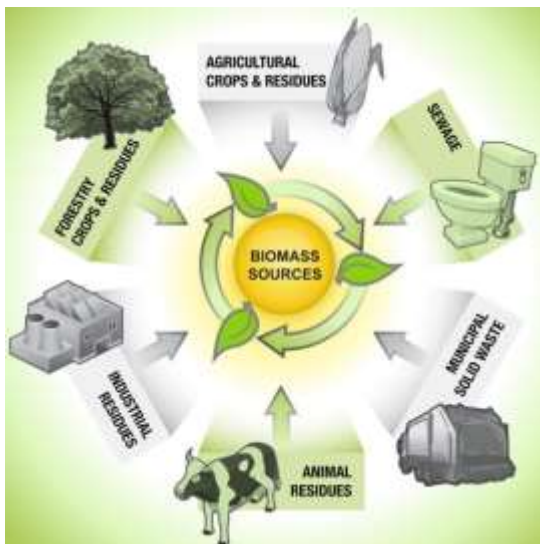 AGRICULTURAL
CROPS & RESIDUES
SEWAGE
MUNICIPAL
SOLID WASTE
ANIMAL
RESIDUES
INDUSTRIAL
RESIDUES
FORESTRY
CROPS & RESIDUES
BIOMASS
SOURCES